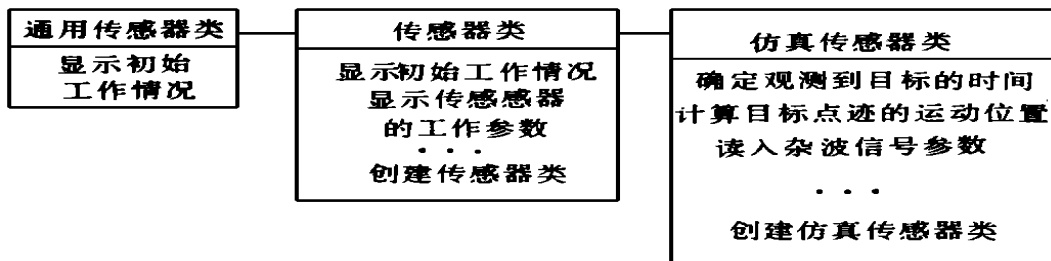 通用传感器类
显示初始
工作情况
传感器类
显示初始工作情况
显示传感感器
的工作参数
...
创建传感器类
仿真传感器类
确定观测到目标的时间
计算目标点迹的运动位置
读入杂波信号参数
...
创建仿真传感器类